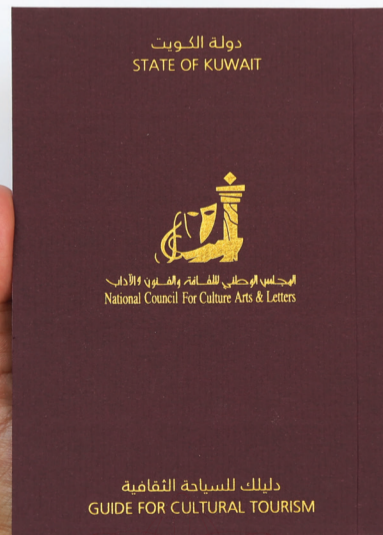 دولة الكويت
STATE OF KUWAIT
المجلس الوطني للثقافة والفنون والآداب
National Council For Culture Arts & Letters
دليلك للسياحة الثقافية
GUIDE FOR CULTURAL TOURISM